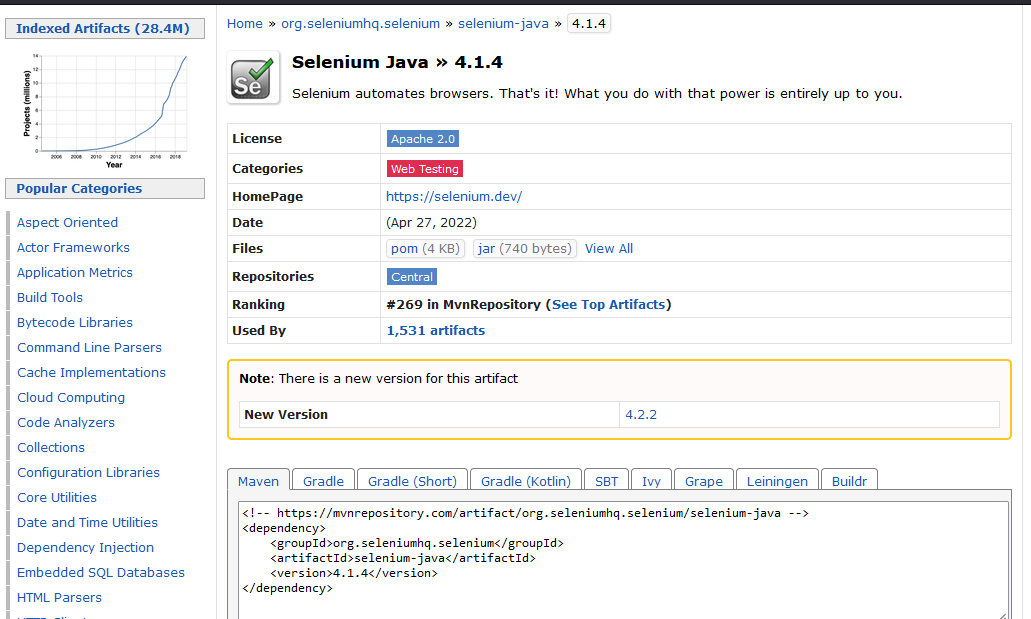 Indexed Artifacts (28.4M)
Projects (millions)
14
12
10
8
6
4
2
0
2006 2008 2010 2012 2014 2016 2018
Year
Popular Categories
Aspect Oriented
Actor Frameworks
Application Metrics
Build Tools
Bytecode Libraries
Command Line Parsers
Cache Implementations
Cloud Computing
Code Analyzers
Collections
Configuration Libraries
Core Utilities
Date and Time Utilities
Dependency Injection
Embedded SQL Databases
HTML Parsers
Home » org.seleniumhq.selenium » selenium-java » 4.1.4
Se
Selenium Java » 4.1.4
Selenium automates browsers. That's it! What you do with that power is entirely up to you.
License Apache 2.0
Categories Web Testing
HomePage https://selenium.dev/
Date (Apr 27, 2022)
Files pom (4 KB) jar (740 bytes) View All
Repositories Central
Ranking #269 in MvnRepository (See Top Artifacts)
Used By 1,531 artifacts
Note: There is a new version for this artifact
New Version 4.2.2
Maven Gradle Gradle (Short) Gradle (Kotlin) SBT Ivy Grape Leiningen Buildr
<!-- https://mvnrepository.com/artifact/org.seleniumhq.selenium/selenium-java -->
<dependency>
    <groupId>org.seleniumhq.selenium</groupId>
    <artifactId>selenium-java</artifactId>
    <version>4.1.4</version>
</dependency>